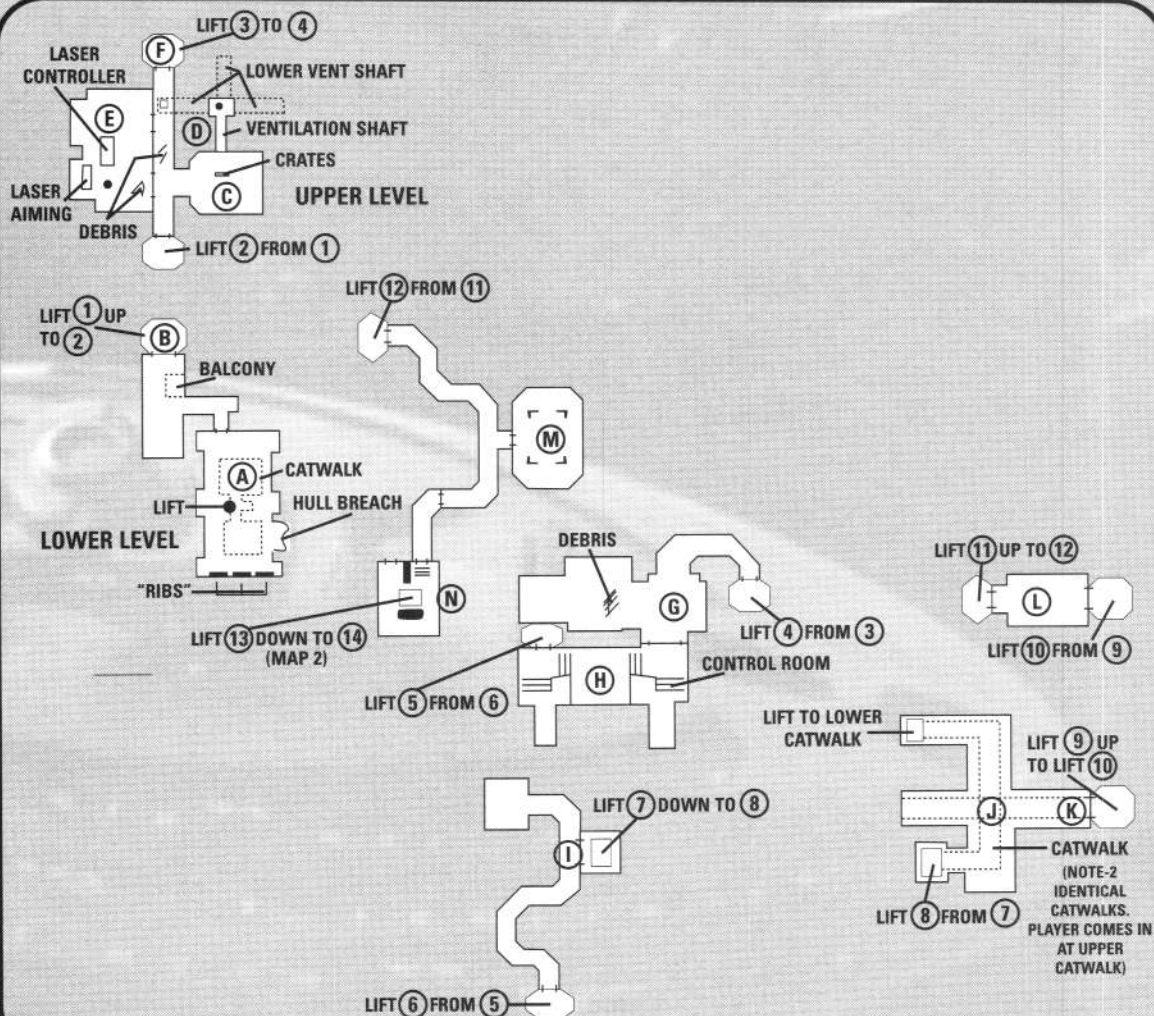 LIFT 3 TO 4
F
LASER
CONTROLLER
LOWER VENT SHAFT
E
D
VENTILATION SHAFT
CRATES
C
UPPER LEVEL
LASER
AIMING
DEBRIS
LIFT 2 FROM 1
LIFT 12 FROM 11
LIFT 1 UP
TO 2
B
BALCONY
M
A
CATWALK
LIFT
HULL BREACH
LOWER LEVEL
"RIBS"
N
LIFT 13 DOWN TO 14
(MAP 2)
DEBRIS
G
LIFT 4 FROM 3
H
CONTROL ROOM
LIFT 5 FROM 6
LIFT 11 UP TO 12
L
LIFT 10 FROM 9
LIFT TO LOWER
CATWALK
LIFT 9 UP
TO LIFT 10
J
K
CATWALK
(NOTE-2
IDENTICAL
CATWALKS.
PLAYER COMES IN
AT UPPER
CATWALK)
LIFT 8 FROM 7
LIFT 7 DOWN TO 8
I
LIFT 6 FROM 5